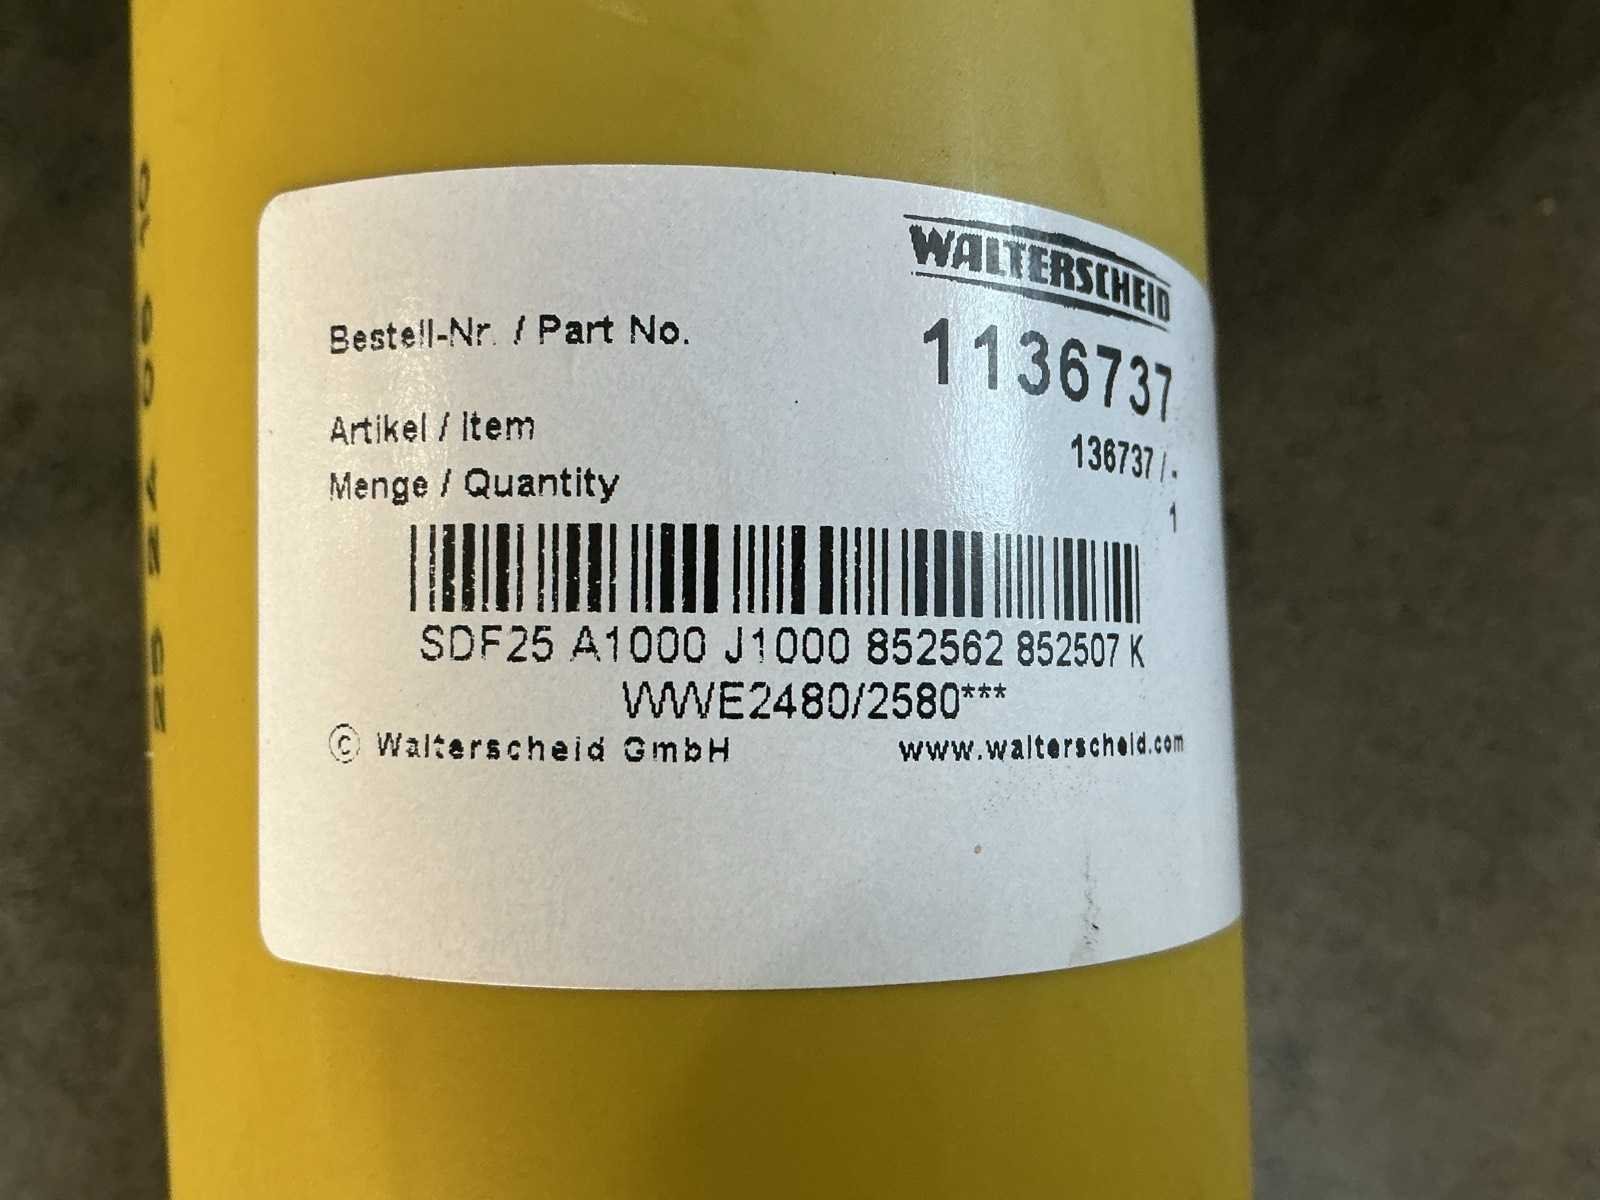 WALTERSCHEID
Bestell-Nr. / Part No. 1136737
Artikel / Item 136737 / -
Menge / Quantity 1
SDF25 A1000 J1000 852562 852507 K
WWE2480/2580***
© Walterscheid GmbH www.walterscheid.com